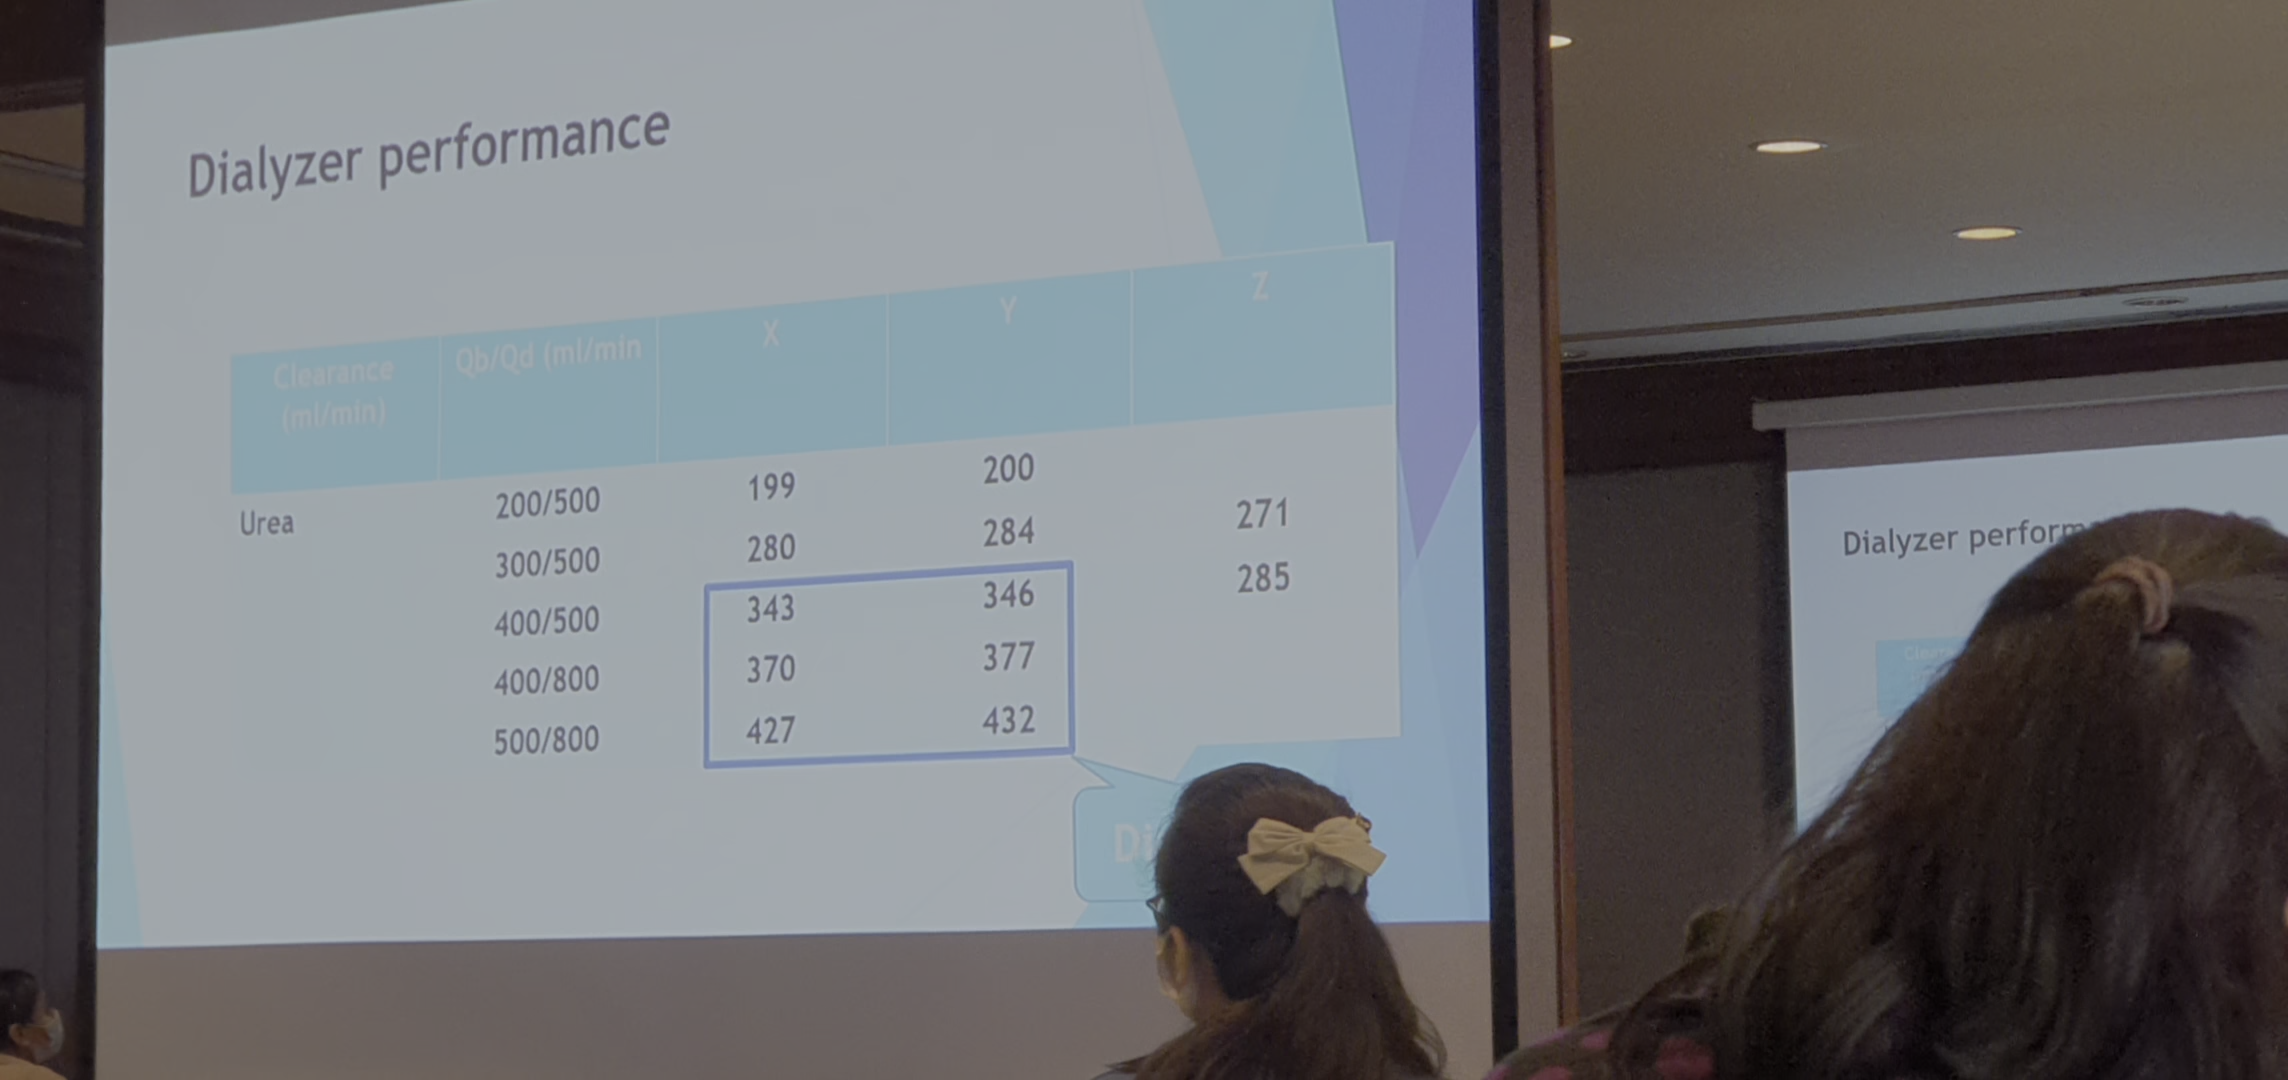 Dialyzer performance
Clearance (ml/min) Qb/Qd (ml/min X Y Z
Urea 200/500 199 200
300/500 280 284 271
400/500 343 346 285
400/800 370 377
500/800 427 432
Di
Dialyzer perform